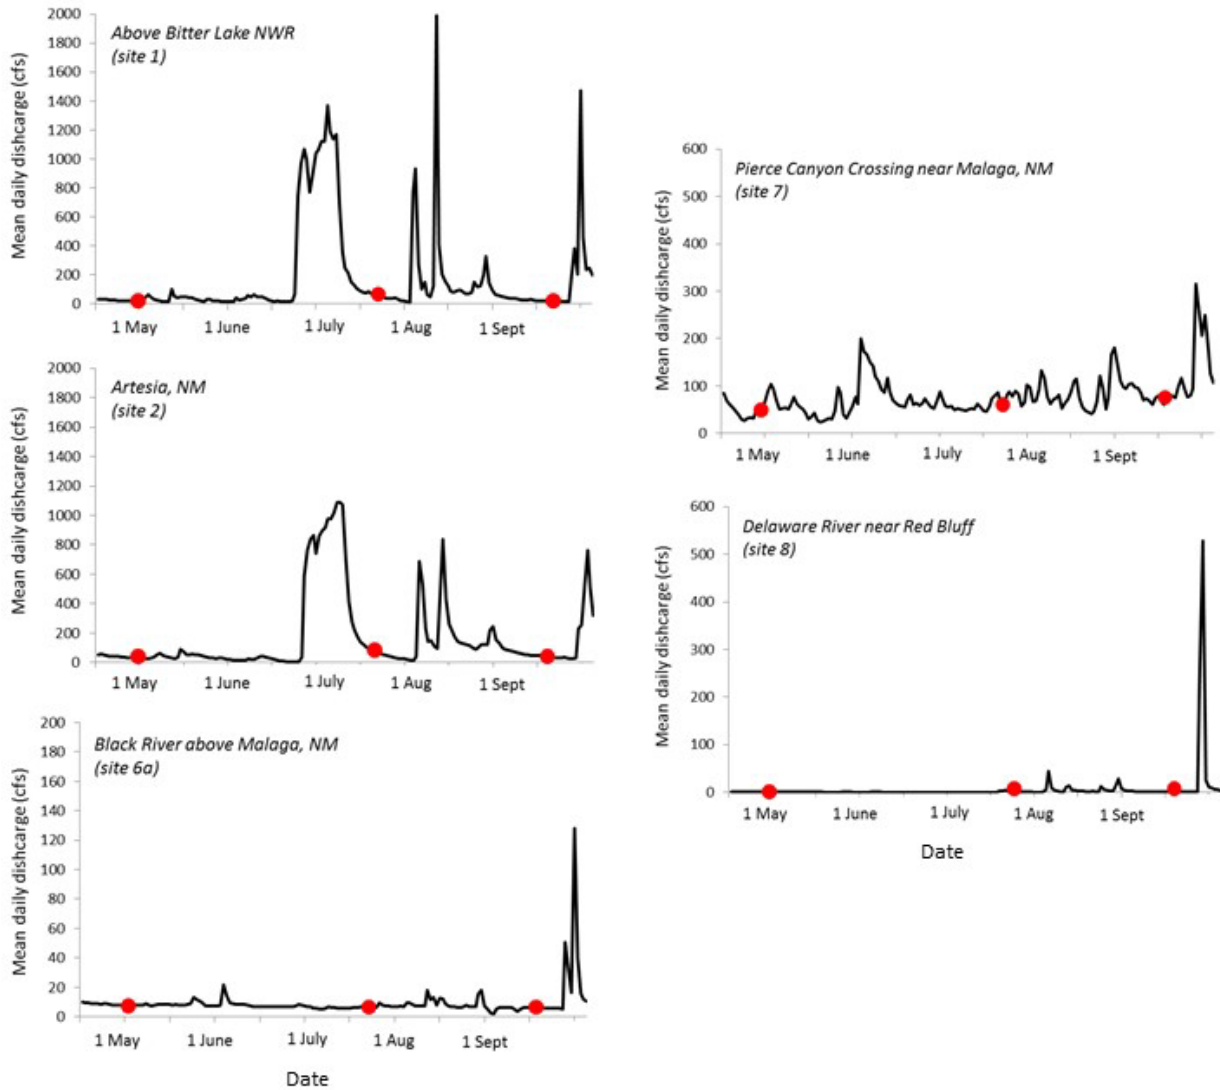 Above Bitter Lake NWR
(site 1)
Mean daily dishcarge (cfs)
2000
1800
1600
1400
1200
1000
800
600
400
200
0
1 May 1 June 1 July 1 Aug 1 Sept
Artesia, NM
(site 2)
Mean daily dishcarge (cfs)
2000
1800
1600
1400
1200
1000
800
600
400
200
0
1 May 1 June 1 July 1 Aug 1 Sept
Black River above Malaga, NM
(site 6a)
Mean daily dishcarge (cfs)
200
180
160
140
120
100
80
60
40
20
0
1 May 1 June 1 July 1 Aug 1 Sept
Date
Pierce Canyon Crossing near Malaga, NM
(site 7)
Mean daily dishcarge (cfs)
600
500
400
300
200
100
0
1 May 1 June 1 July 1 Aug 1 Sept
Delaware River near Red Bluff
(site 8)
Mean daily dishcarge (cfs)
600
500
400
300
200
100
0
1 May 1 June 1 July 1 Aug 1 Sept
Date